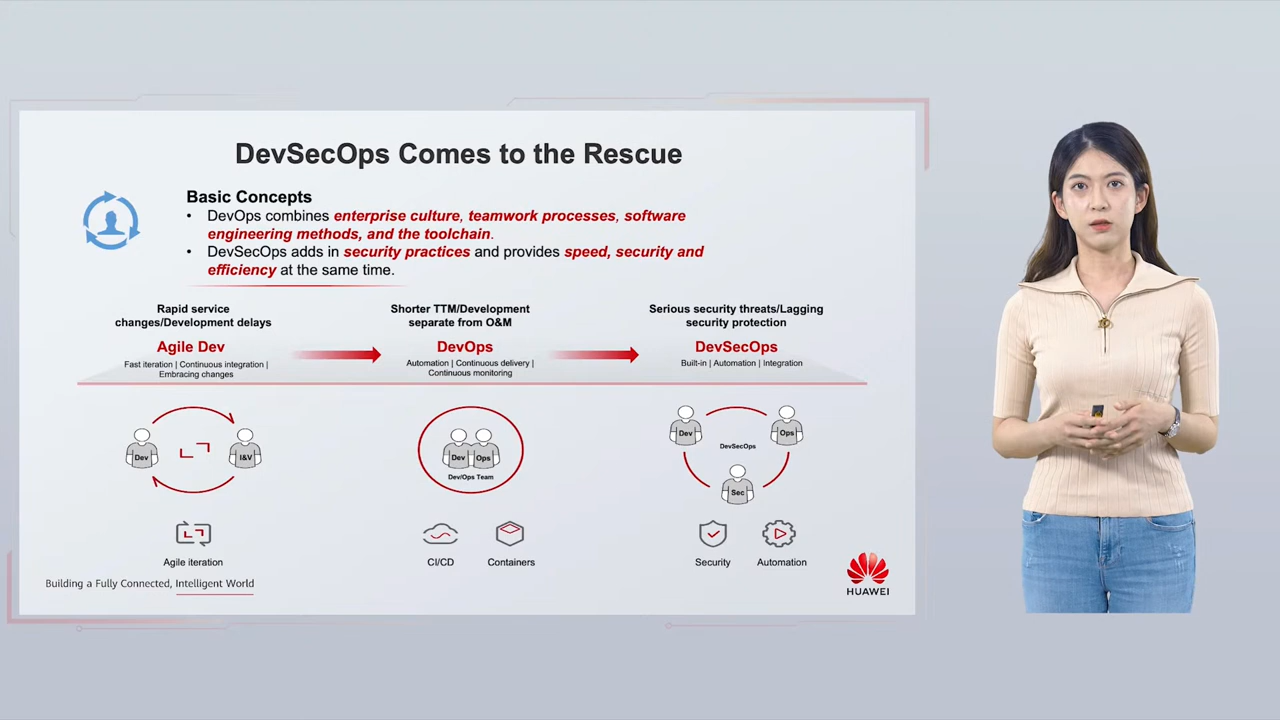 DevSecOps Comes to the Rescue
Basic Concepts
• DevOps combines enterprise culture, teamwork processes, software
engineering methods, and the toolchain.
• DevSecOps adds in security practices and provides speed, security and
efficiency at the same time.
Rapid service
changes/Development delays
Agile Dev
Fast iteration | Continuous integration |
Embracing changes
Shorter TTM/Development
separate from O&M
DevOps
Automation | Continuous delivery |
Continuous monitoring
Serious security threats/Lagging
security protection
DevSecOps
Built-in | Automation | Integration
Dev
I&V
Dev
Ops
Dev/Ops Team
Dev
Ops
DevSecOps
Sec
Agile iteration
CI/CD
Containers
Security
Automation
Building a Fully Connected, Intelligent World
HUAWEI